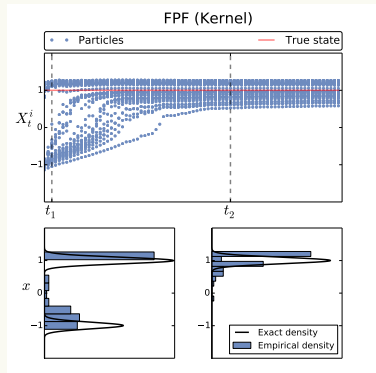 FPF (Kernel)
Particles
True state
1
0
−1
X_t^i
t_1
t_2
1
0
−1
x
1
0
−1
Exact density
Empirical density